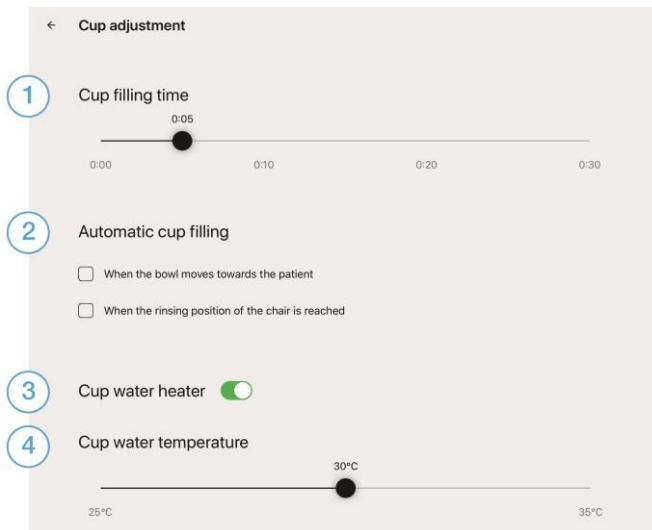 ← Cup adjustment
1 Cup filling time
0:05
0:00 0:10 0:20 0:30
2 Automatic cup filling
When the bowl moves towards the patient
When the rinsing position of the chair is reached
3 Cup water heater
4 Cup water temperature
30°C
25°C 35°C